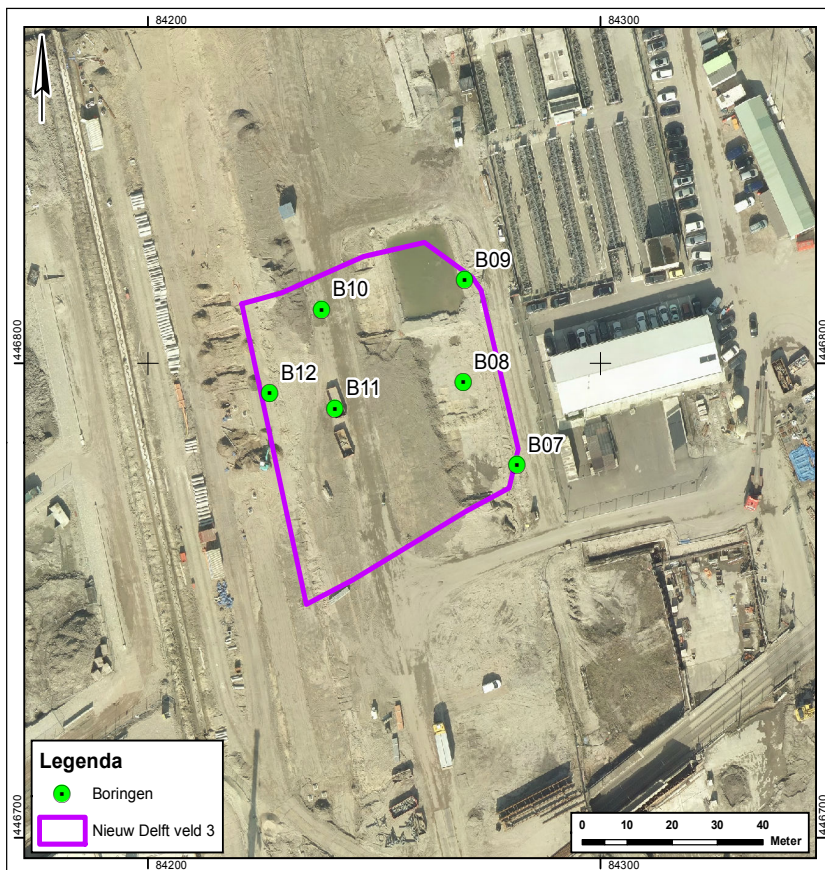 84200 84300
B09
B10
446800 446800
B08
B12
B11
B07
Legenda
Boringen
Nieuw Delft veld 3
0 10 20 30 40
Meter
446700 446700
84200 84300